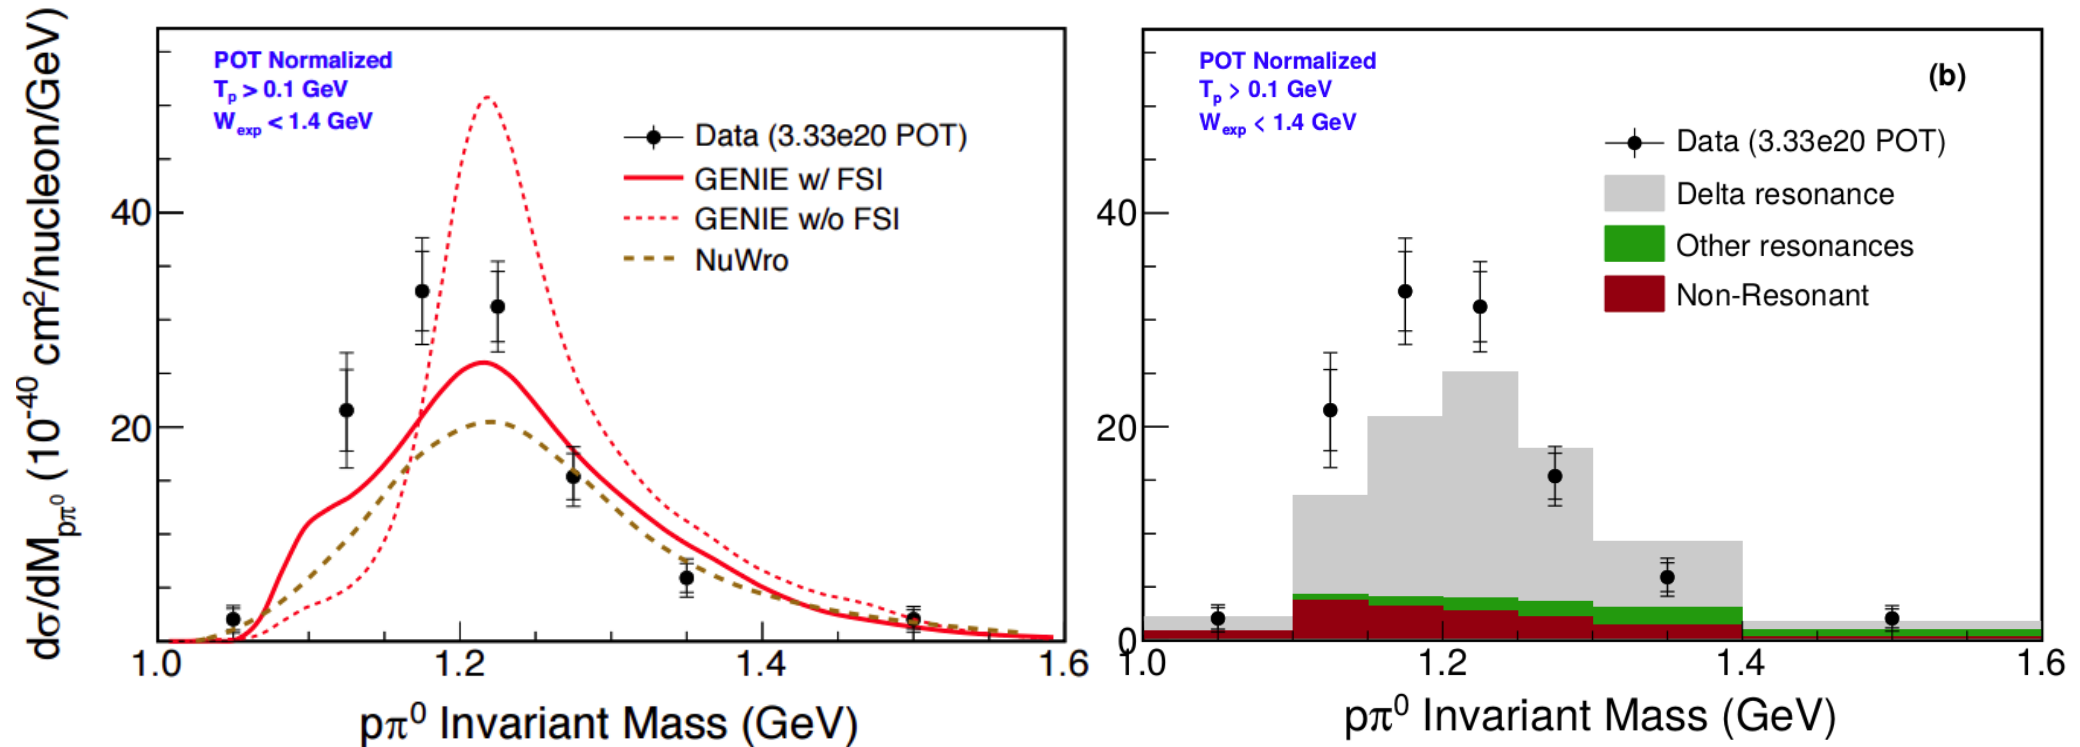 dσ/dM_pπ⁰ (10⁻⁴⁰ cm²/nucleon/GeV)
POT Normalized
T_p > 0.1 GeV
W_exp < 1.4 GeV
Data (3.33e20 POT)
GENIE w/ FSI
GENIE w/o FSI
NuWro
40
20
1.0
1.2
1.4
1.6
pπ⁰ Invariant Mass (GeV)
POT Normalized
T_p > 0.1 GeV
W_exp < 1.4 GeV
(b)
Data (3.33e20 POT)
Delta resonance
Other resonances
Non-Resonant
40
20
0
1.0
1.2
1.4
1.6
pπ⁰ Invariant Mass (GeV)